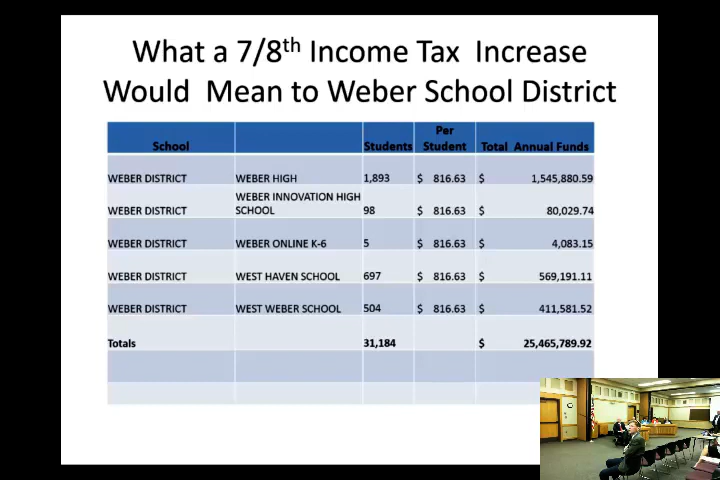 What a 7/8th Income Tax Increase
Would Mean to Weber School District
School Students Per Student Total Annual Funds
WEBER DISTRICT WEBER HIGH 1,893 $ 816.63 $ 1,545,880.59
WEBER DISTRICT WEBER INNOVATION HIGH SCHOOL 98 $ 816.63 $ 80,029.74
WEBER DISTRICT WEBER ONLINE K-6 5 $ 816.63 $ 4,083.15
WEBER DISTRICT WEST HAVEN SCHOOL 697 $ 816.63 $ 569,191.11
WEBER DISTRICT WEST WEBER SCHOOL 504 $ 816.63 $ 411,581.52
Totals 31,184 $ 25,465,789.92